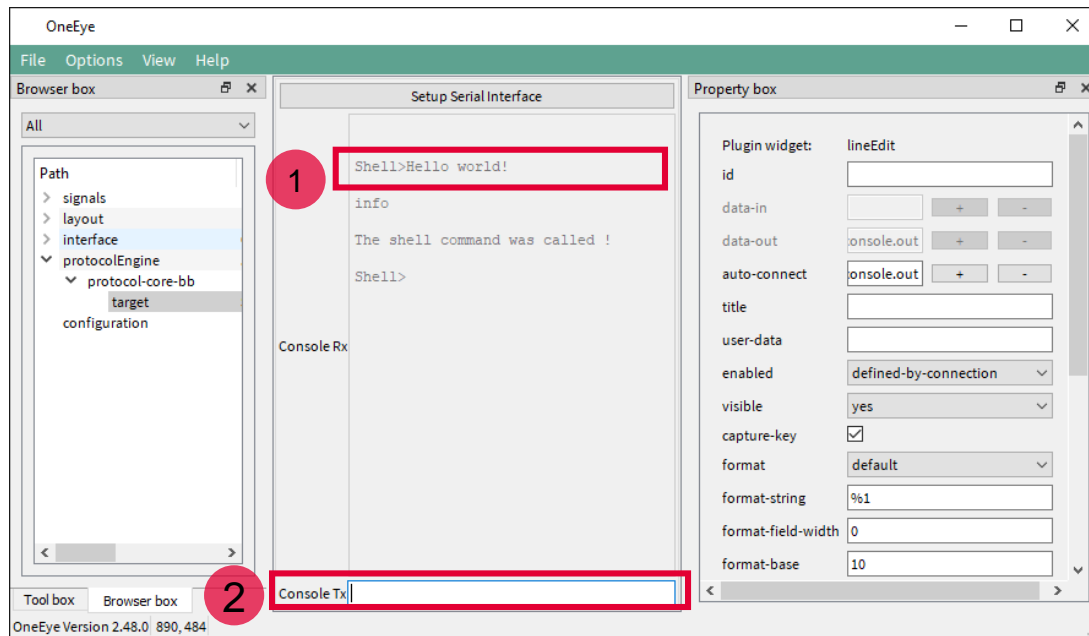 OneEye
File Options View Help
Browser box
All
Path
signals
layout
interface
protocolEngine
protocol-core-bb
target
configuration
Tool box Browser box
OneEye Version 2.48.0 890,484
Setup Serial Interface
1
Shell>Hello world!
info
The shell command was called !
Shell>
Console Rx
2
Console Tx
Property box
Plugin widget: lineEdit
id
data-in + -
data-out :onsole.out + -
auto-connect :onsole.out + -
title
user-data
enabled defined-by-connection
visible yes
capture-key
format default
format-string %1
format-field-width 0
format-base 10